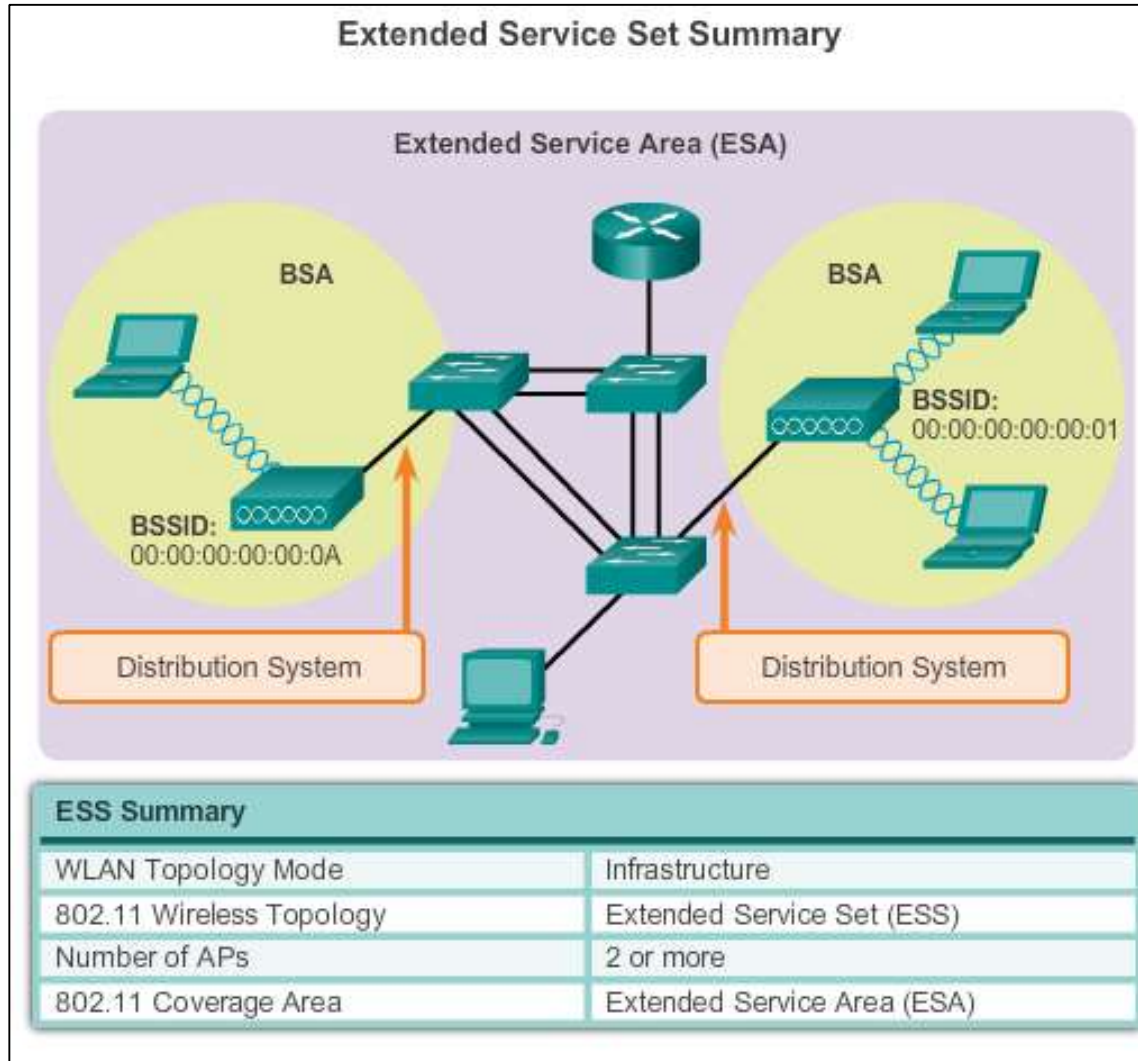 Extended Service Set Summary
Extended Service Area (ESA)
BSA
BSA
BSSID:
00:00:00:00:00:01
BSSID:
00:00:00:00:00:0A
Distribution System
Distribution System
ESS Summary
WLAN Topology Mode Infrastructure
802.11 Wireless Topology Extended Service Set (ESS)
Number of APs 2 or more
802.11 Coverage Area Extended Service Area (ESA)